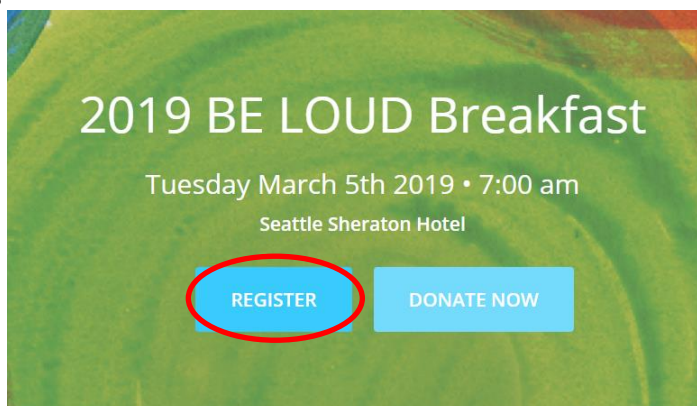 2019 BE LOUD Breakfast
Tuesday March 5th 2019 • 7:00 am
Seattle Sheraton Hotel
REGISTER DONATE NOW